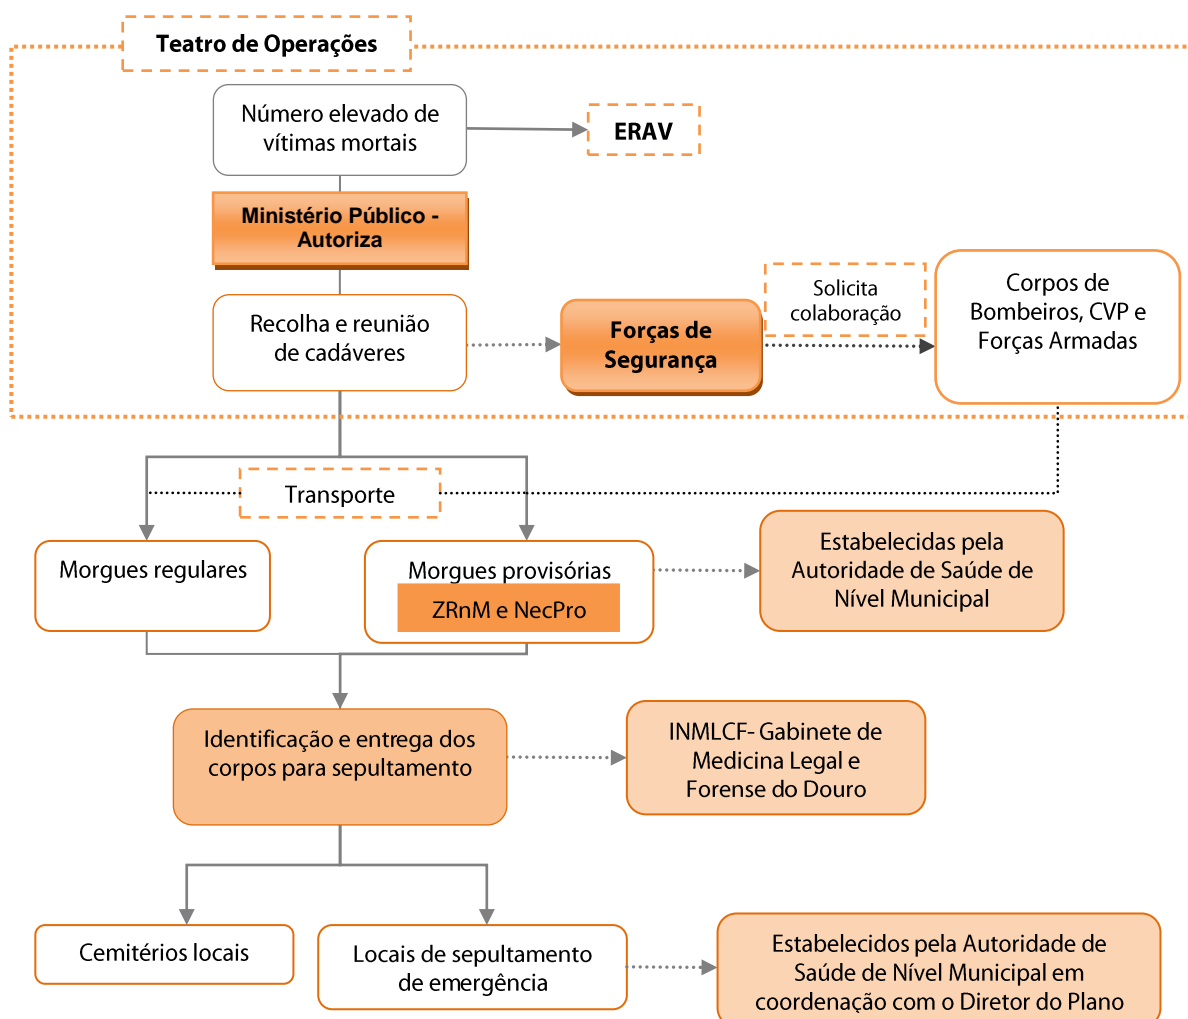 Teatro de Operações
Número elevado de
vítimas mortais
ERAV
Ministério Público -
Autoriza
Recolha e reunião
de cadáveres
Forças de
Segurança
Solicita
colaboração
Corpos de
Bombeiros, CVP e
Forças Armadas
Transporte
Morgues regulares
Morgues provisórias
ZRnM e NecPro
Estabelecidas pela
Autoridade de Saúde de
Nível Municipal
Identificação e entrega dos
corpos para sepultamento
INMLCF- Gabinete de
Medicina Legal e
Forense do Douro
Cemitérios locais
Locais de sepultamento
de emergência
Estabelecidos pela Autoridade de
Saúde de Nível Municipal em
coordenação com o Diretor do Plano